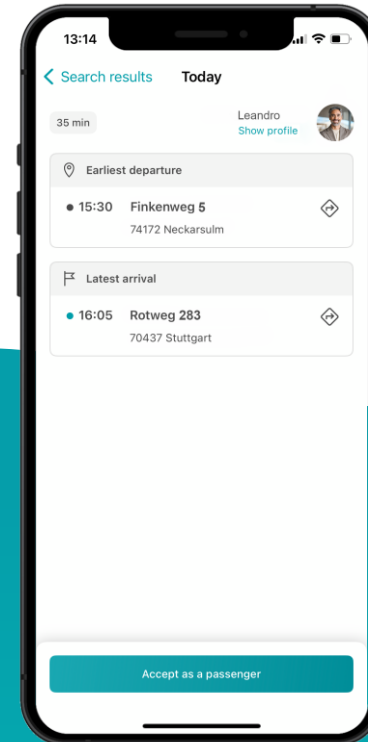 13:14
Search results Today
35 min
Leandro
Show profile
Earliest departure
15:30 Finkenweg 5
74172 Neckarsulm
Latest arrival
16:05 Rotweg 283
70437 Stuttgart
Accept as a passenger